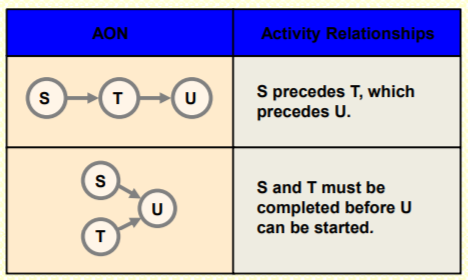 AON
Activity Relationships
S T U
S precedes T, which
precedes U.
S
U
T
S and T must be
completed before U
can be started.